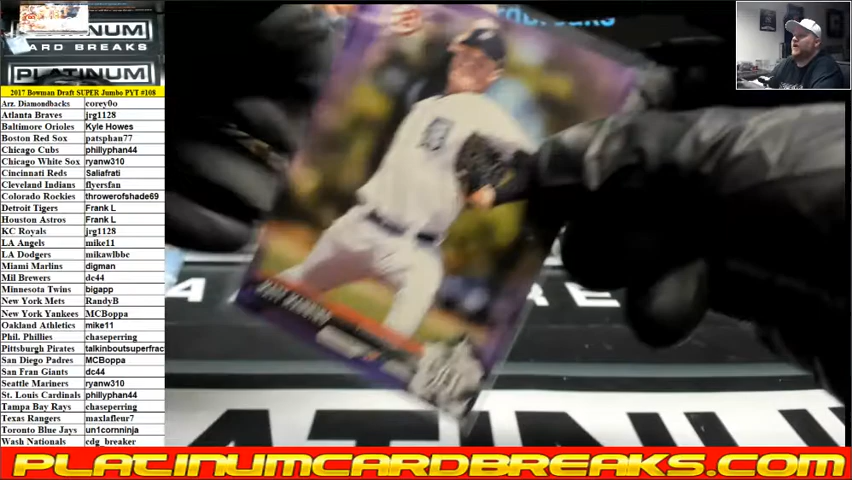 INUM
ARD BREAKS
PLATINUM
2017 Bowman Draft SUPER Jumbo PYT #108
Arz. Diamondbacks corey0o
Atlanta Braves jrg1128
Baltimore Orioles Kyle Howes
Boston Red Sox patsphan77
Chicago Cubs phillyphan44
Chicago White Sox ryanw310
Cincinnati Reds Saliafrati
Cleveland Indians flyersfan
Colorado Rockies throwerofshade69
Detroit Tigers Frank L
Houston Astros Frank L
KC Royals jrg1128
LA Angels mike11
LA Dodgers mikawlbbc
Miami Marlins digman
Mil Brewers dc44
Minnesota Twins bigapp
New York Mets RandyB
New York Yankees MCBoppa
Oakland Athletics mike11
Phil. Phillies chaseperring
Pittsburgh Pirates talkinboutsuperfrac
San Diego Padres MCBoppa
San Fran Giants dc44
Seattle Mariners ryanw310
St. Louis Cardinals phillyphan44
Tampa Bay Rays chaseperring
Texas Rangers maxlafleur7
Toronto Blue Jays un1cornninja
Wash Nationals cdg_breaker
PLATINUMCARDBREAKS.COM